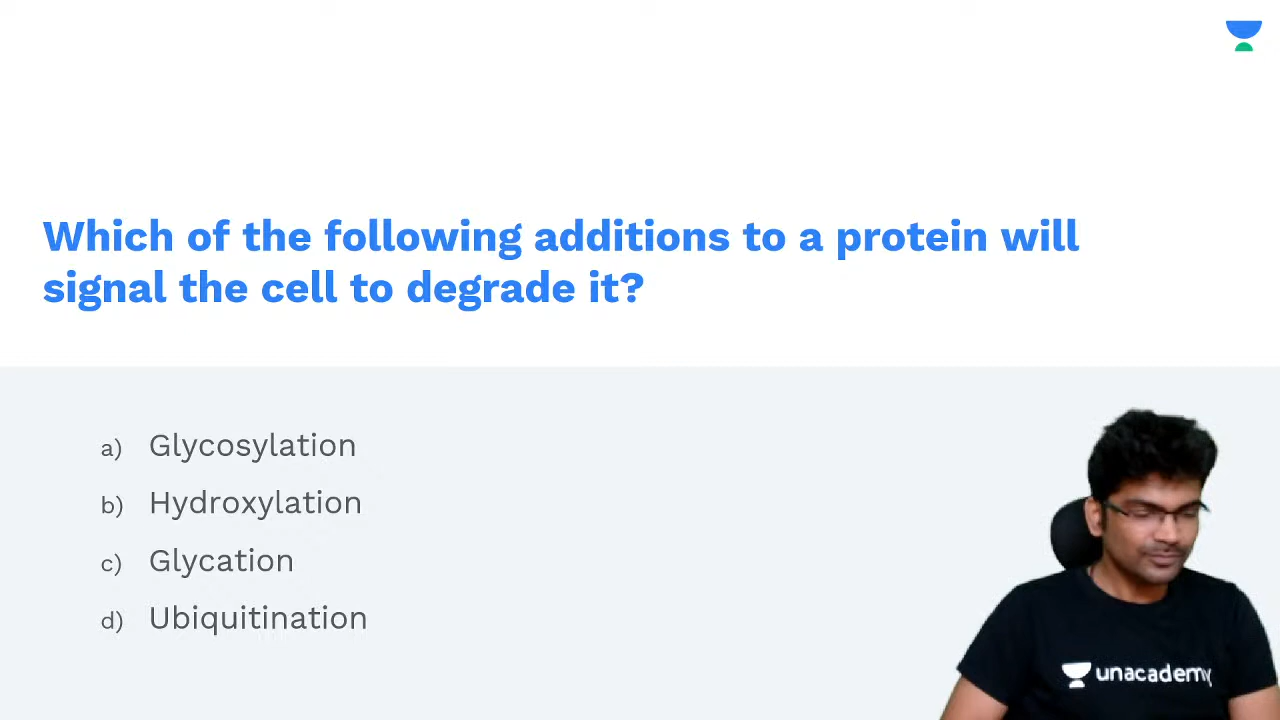 Which of the following additions to a protein will
signal the cell to degrade it?
a) Glycosylation
b) Hydroxylation
c) Glycation
d) Ubiquitination
unacademy